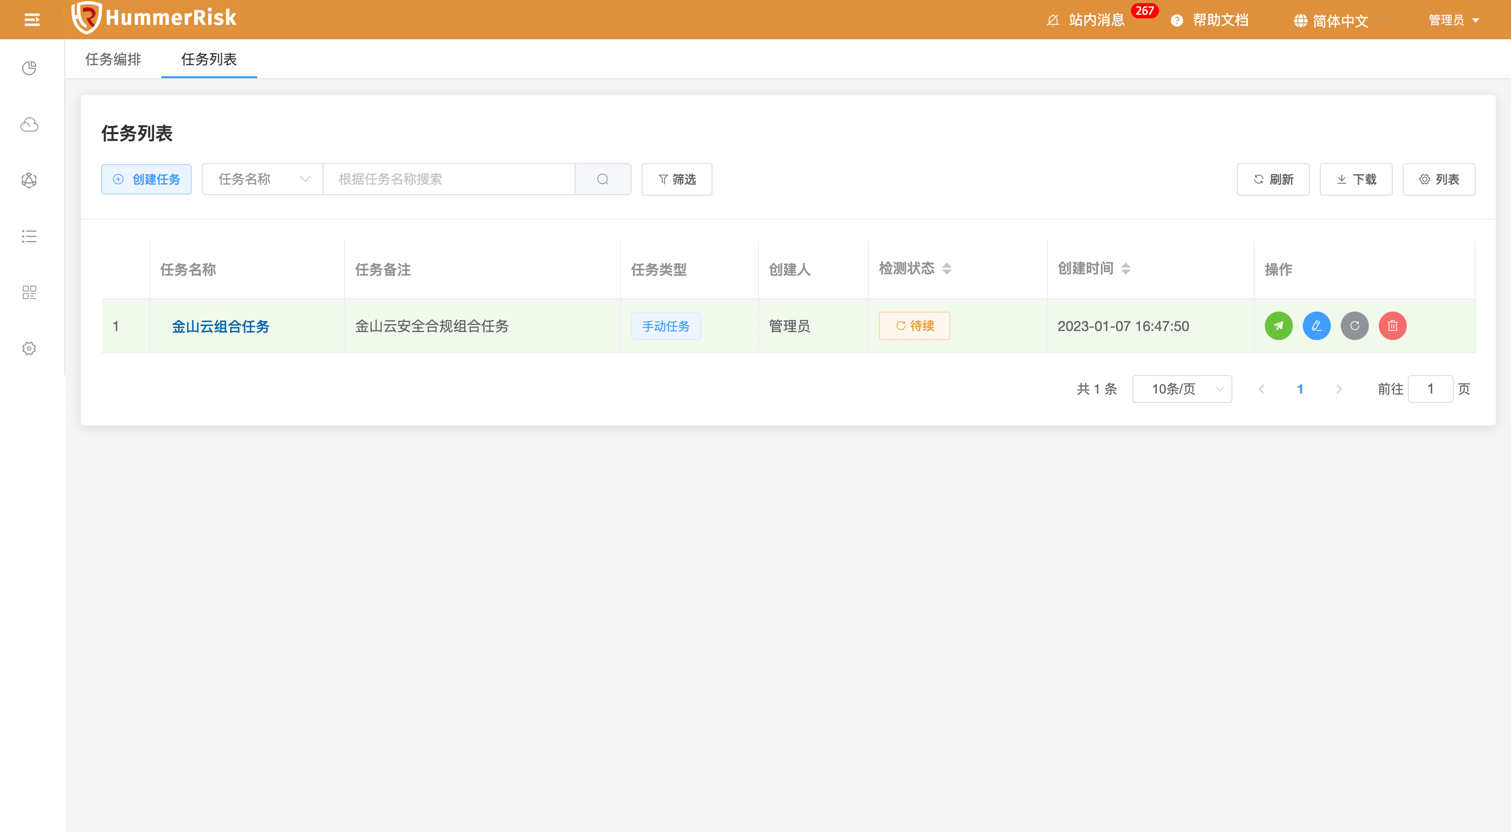 HummerRisk
站内消息 267 帮助文档 简体中文 管理员
任务编排 任务列表
任务列表
创建任务 任务名称 根据任务名称搜索 筛选 刷新 下载 列表
任务名称 任务备注 任务类型 创建人 检测状态 创建时间 操作
1 金山云组合任务 金山云安全合规组合任务 手动任务 管理员 待续 2023-01-07 16:47:50
共 1 条 10条/页 1 前往 1 页